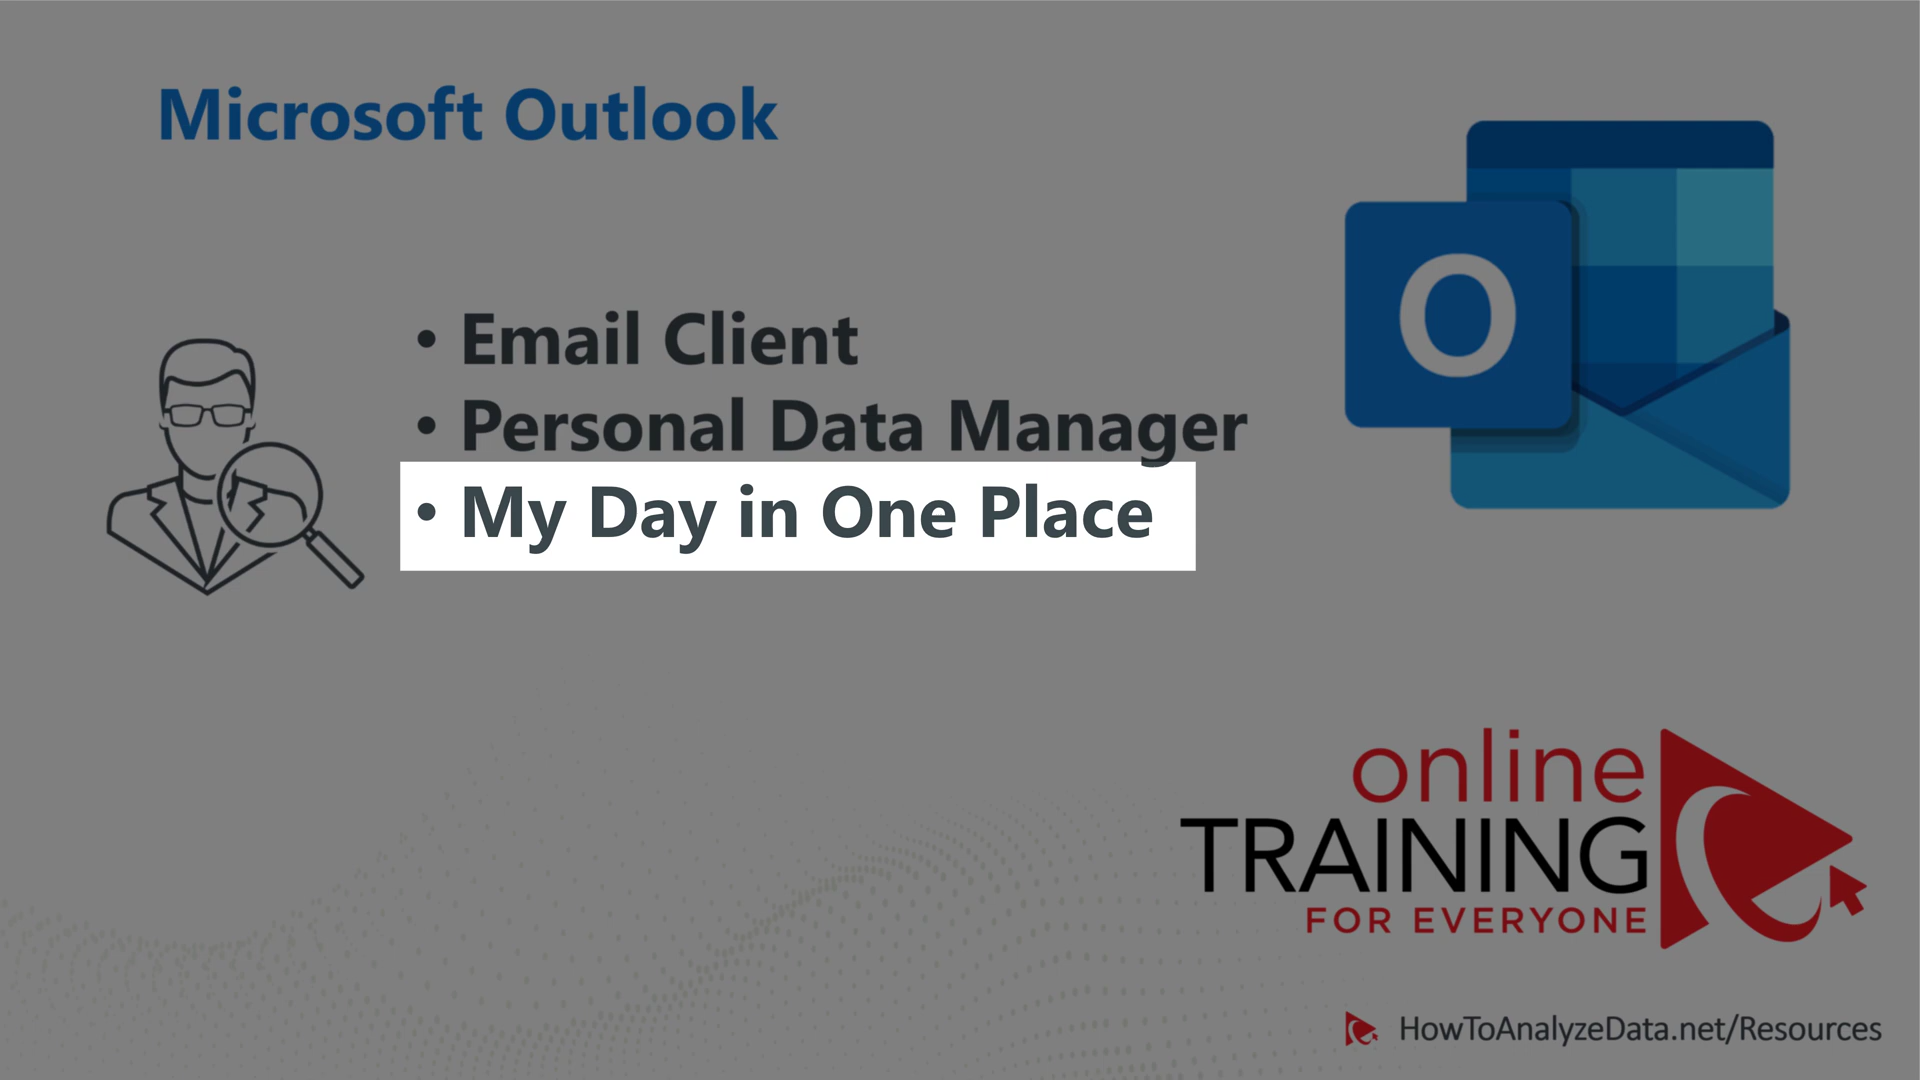 Microsoft Outlook
O
• Email Client
• Personal Data Manager
• My Day in One Place
online
TRAINING
FOR EVERYONE
HowToAnalyzeData.net/Resources